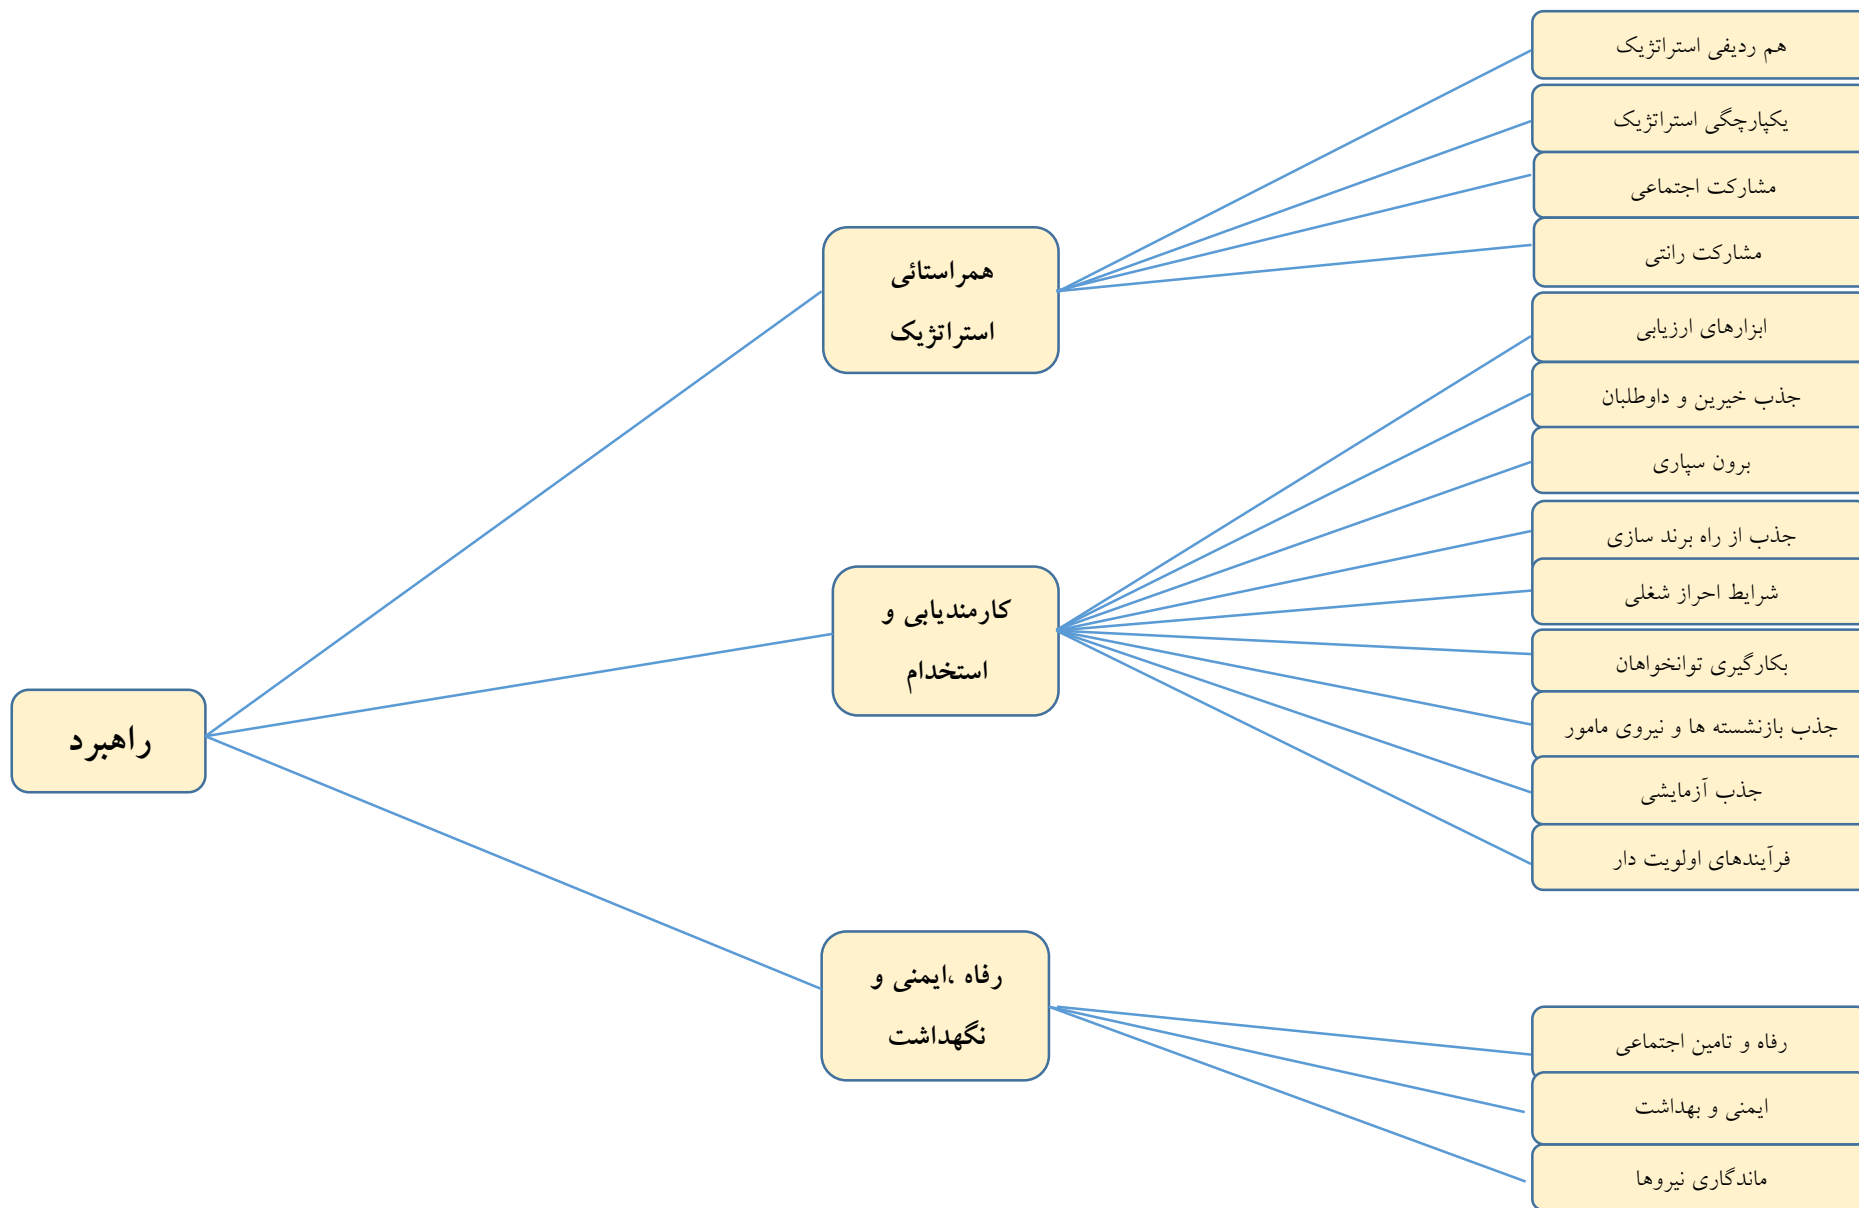 هم ردیفی استراتژیک
یکپارچگی استراتژیک
مشارکت اجتماعی
مشارکت رانتی
همراستائی
استراتژیک
ابزارهای ارزیابی
جذب خیرین و داوطلبان
برون سپاری
جذب از راه برند سازی
شرایط احراز شغلی
بکارگیری توانخواهان
جذب بازنشسته ها و نیروی مامور
جذب آزمایشی
فرآیندهای اولویت دار
کارمندیابی و
استخدام
راهبرد
رفاه ،ایمنی و
نگهداشت
رفاه و تامین اجتماعی
ایمنی و بهداشت
ماندگاری نیروها